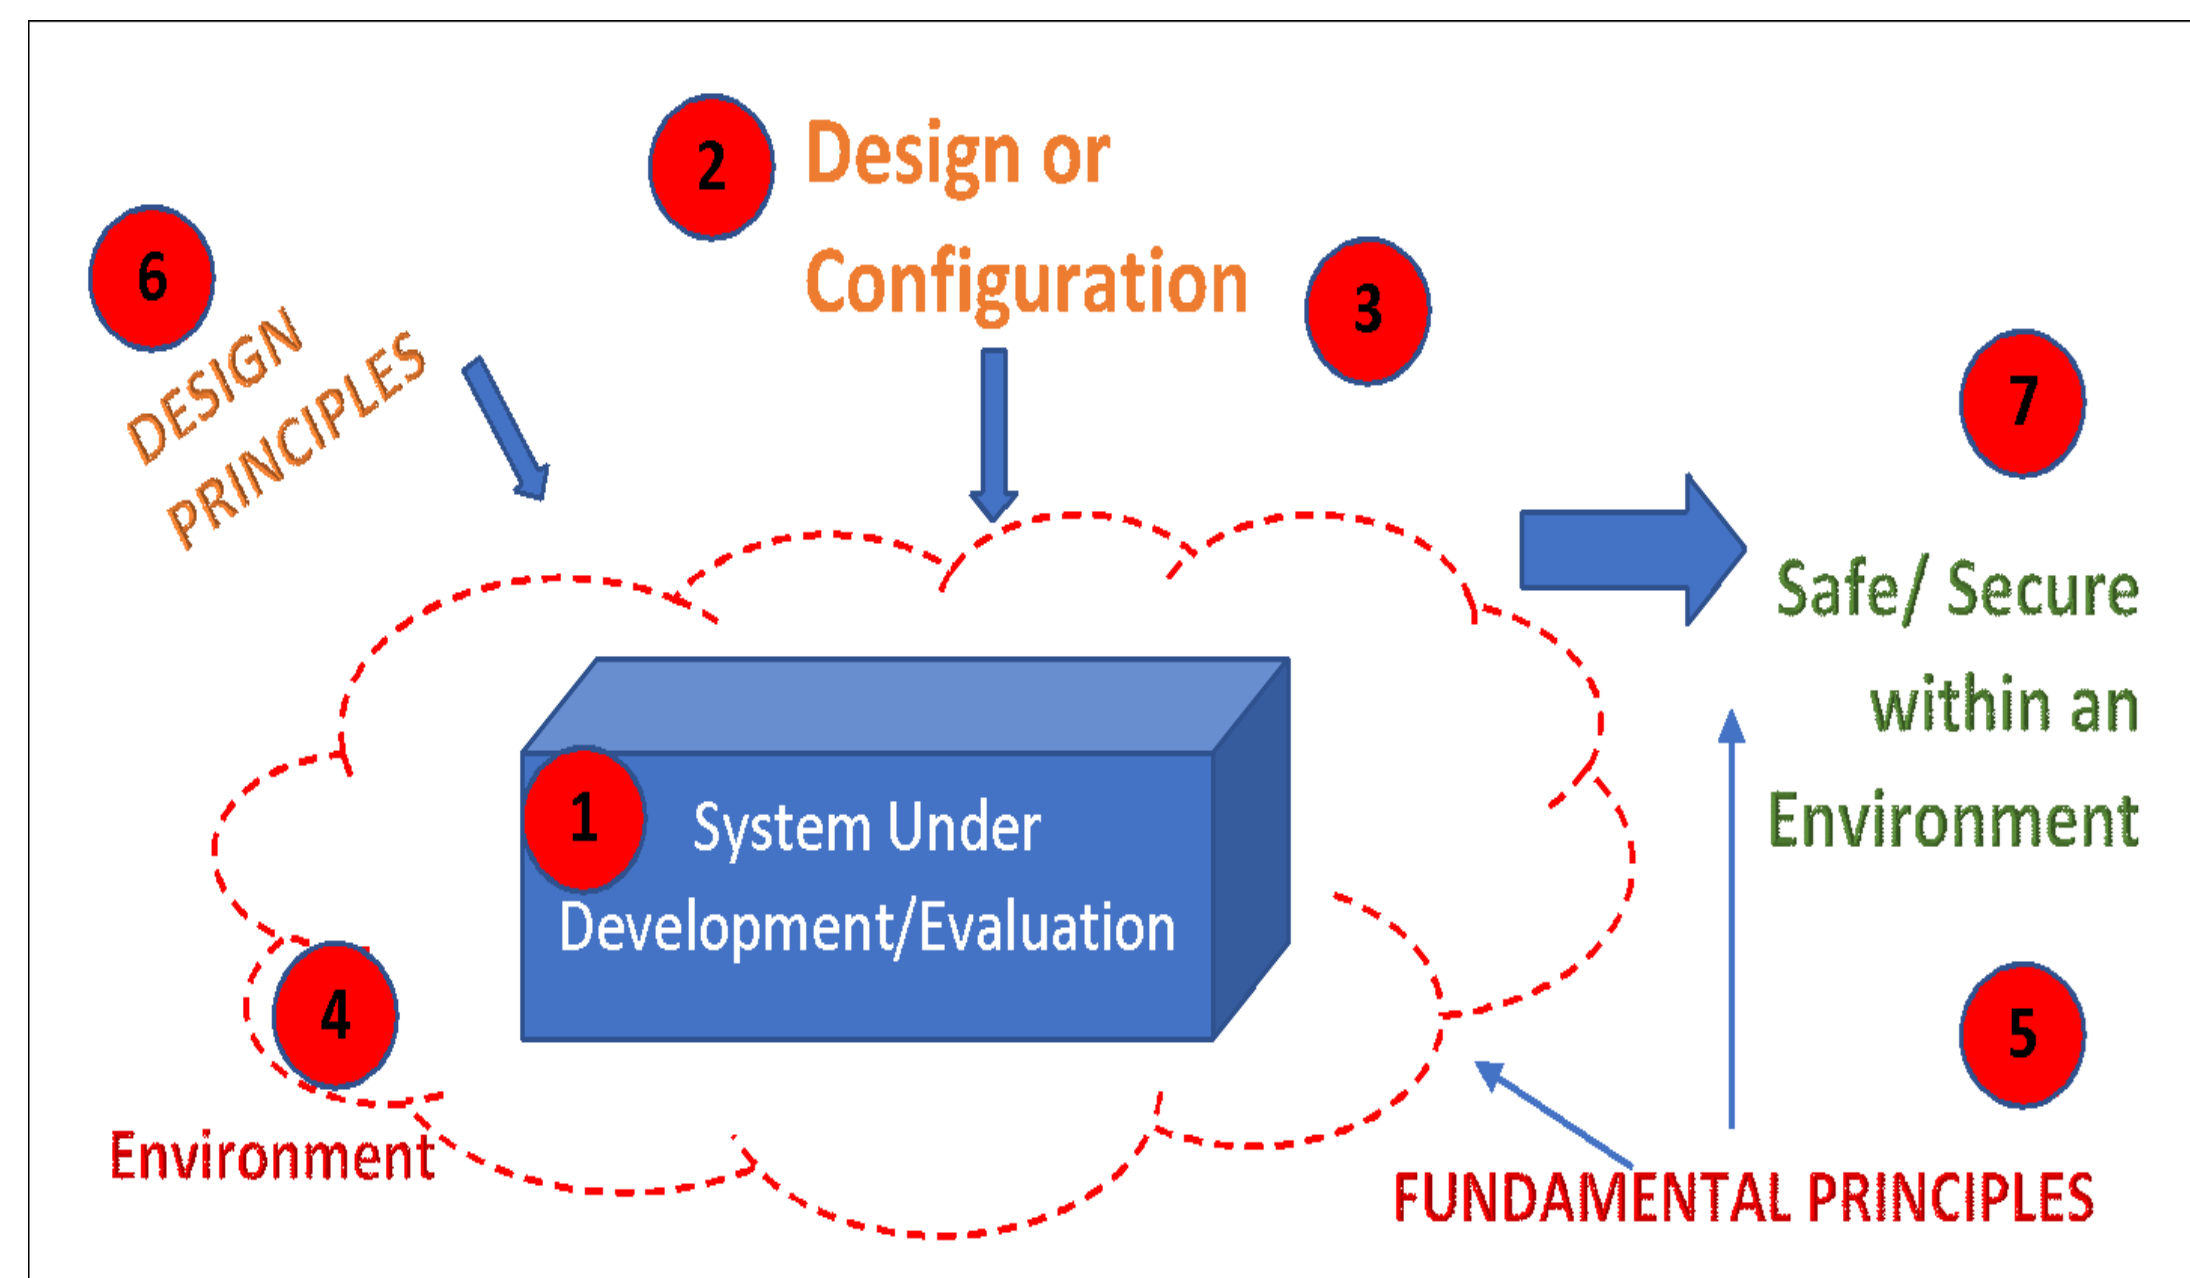 2
Design or
Configuration
3
6
DESIGN
PRINCIPLES
7
Safe/ Secure
within an
Environment
1
System Under
Development/Evaluation
4
Environment
5
FUNDAMENTAL PRINCIPLES